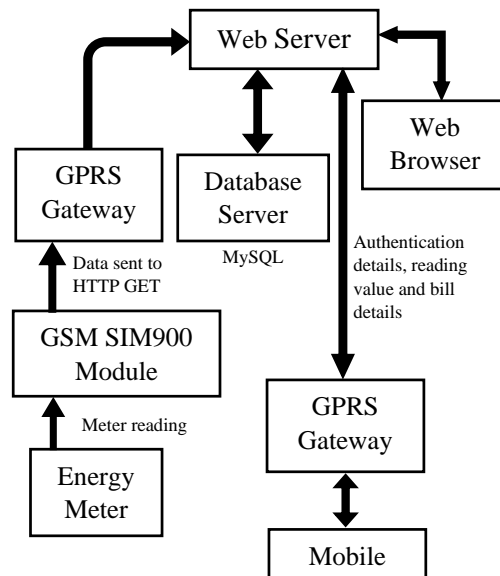 Web Server
Web
Browser
GPRS
Gateway
Database
Server
MySQL
Authentication
details, reading
value and bill
details
Data sent to
HTTP GET
GSM SIM900
Module
Meter reading
Energy
Meter
GPRS
Gateway
Mobile